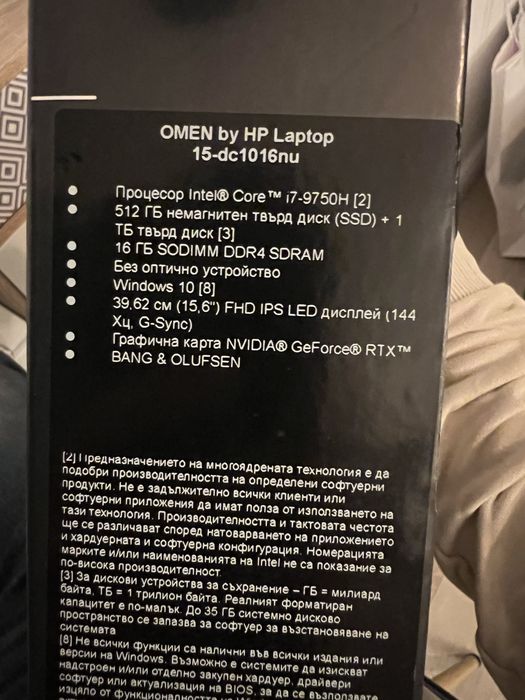 OMEN by HP Laptop
15-dc1016nu
Процесор Intel® Core™ i7-9750H [2]
512 ГБ немагнитен твърд диск (SSD) + 1
ТБ твърд диск [3]
16 ГБ SODIMM DDR4 SDRAM
Без оптично устройство
Windows 10 [8]
39,62 см (15,6") FHD IPS LED дисплей (144
Хц, G-Sync)
Графична карта NVIDIA® GeForce® RTX™
BANG & OLUFSEN
[2] Предназначението на многоядрената технология е да
подобри производителността на определени софтуерни
продукти. Не е задължително всички клиенти или
софтуерни приложения да имат полза от използването на
тази технология. Производителността и тактовата честота
ще се различават според натоварването на приложението
и хардуерната и софтуерна конфигурация. Номерацията
марките и/или наименованията на Intel не са показание за
по-висока производителност.
[3] За дискови устройства за съхранение – ГБ = милиард
байта, ТБ = 1 трилион байта. Реалният форматиран
капацитет е по-малък. До 35 ГБ системно дисково
пространство се запазва за софтуер за възстановяване на
системата
[8] Не всички функции са налични във всички издания или
версии на Windows. Възможно е системите да изискват
надстроен и/или отделно закупен хардуер, драйвери
софтуер или актуализация на BIOS, за да се възползвате
изцяло от функционалността на